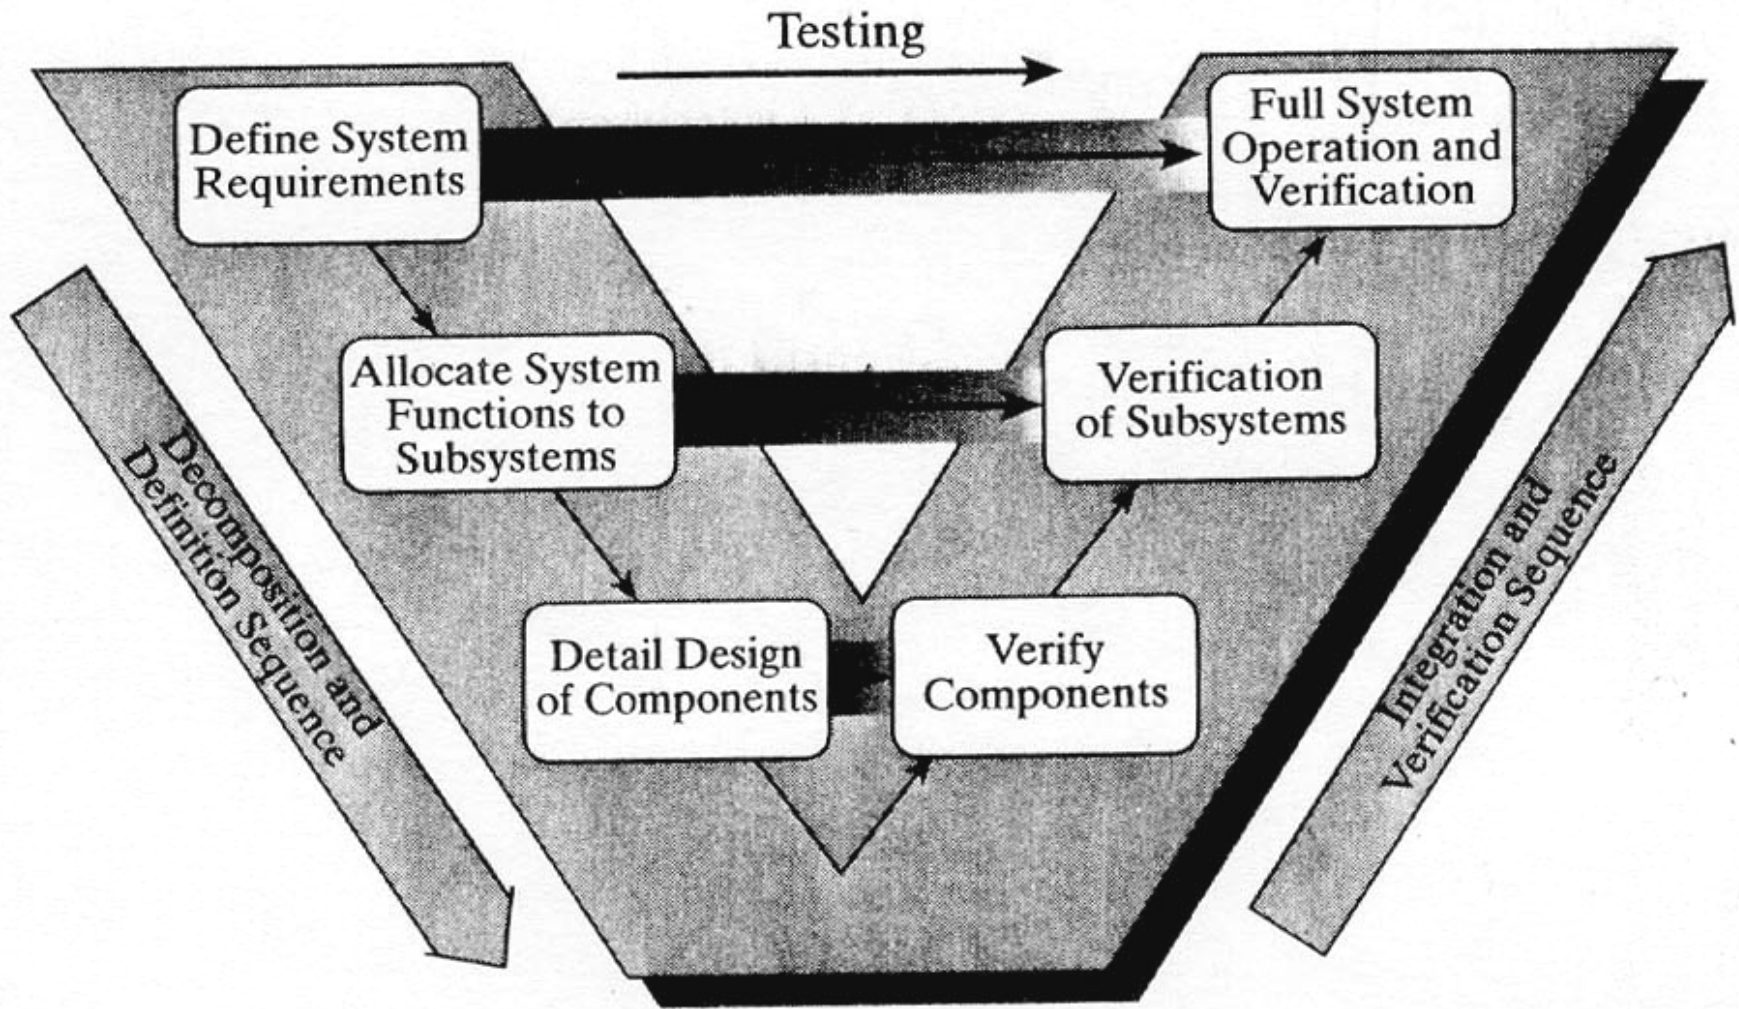 Testing
Define System
Requirements
Full System
Operation and
Verification
Allocate System
Functions to
Subsystems
Verification
of Subsystems
Decomposition and
Definition Sequence
Integration and
Verification Sequence
Detail Design
of Components
Verify
Components